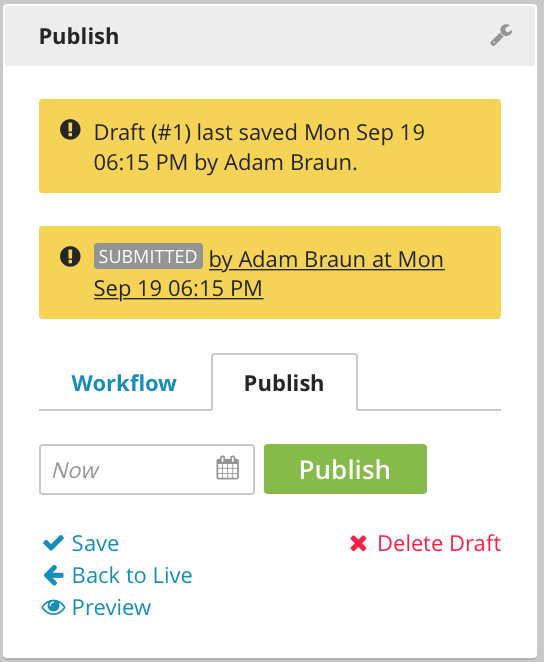 Publish
Draft (#1) last saved Mon Sep 19
06:15 PM by Adam Braun.
SUBMITTED by Adam Braun at Mon
Sep 19 06:15 PM
Workflow Publish
Now Publish
Save Delete Draft
Back to Live
Preview